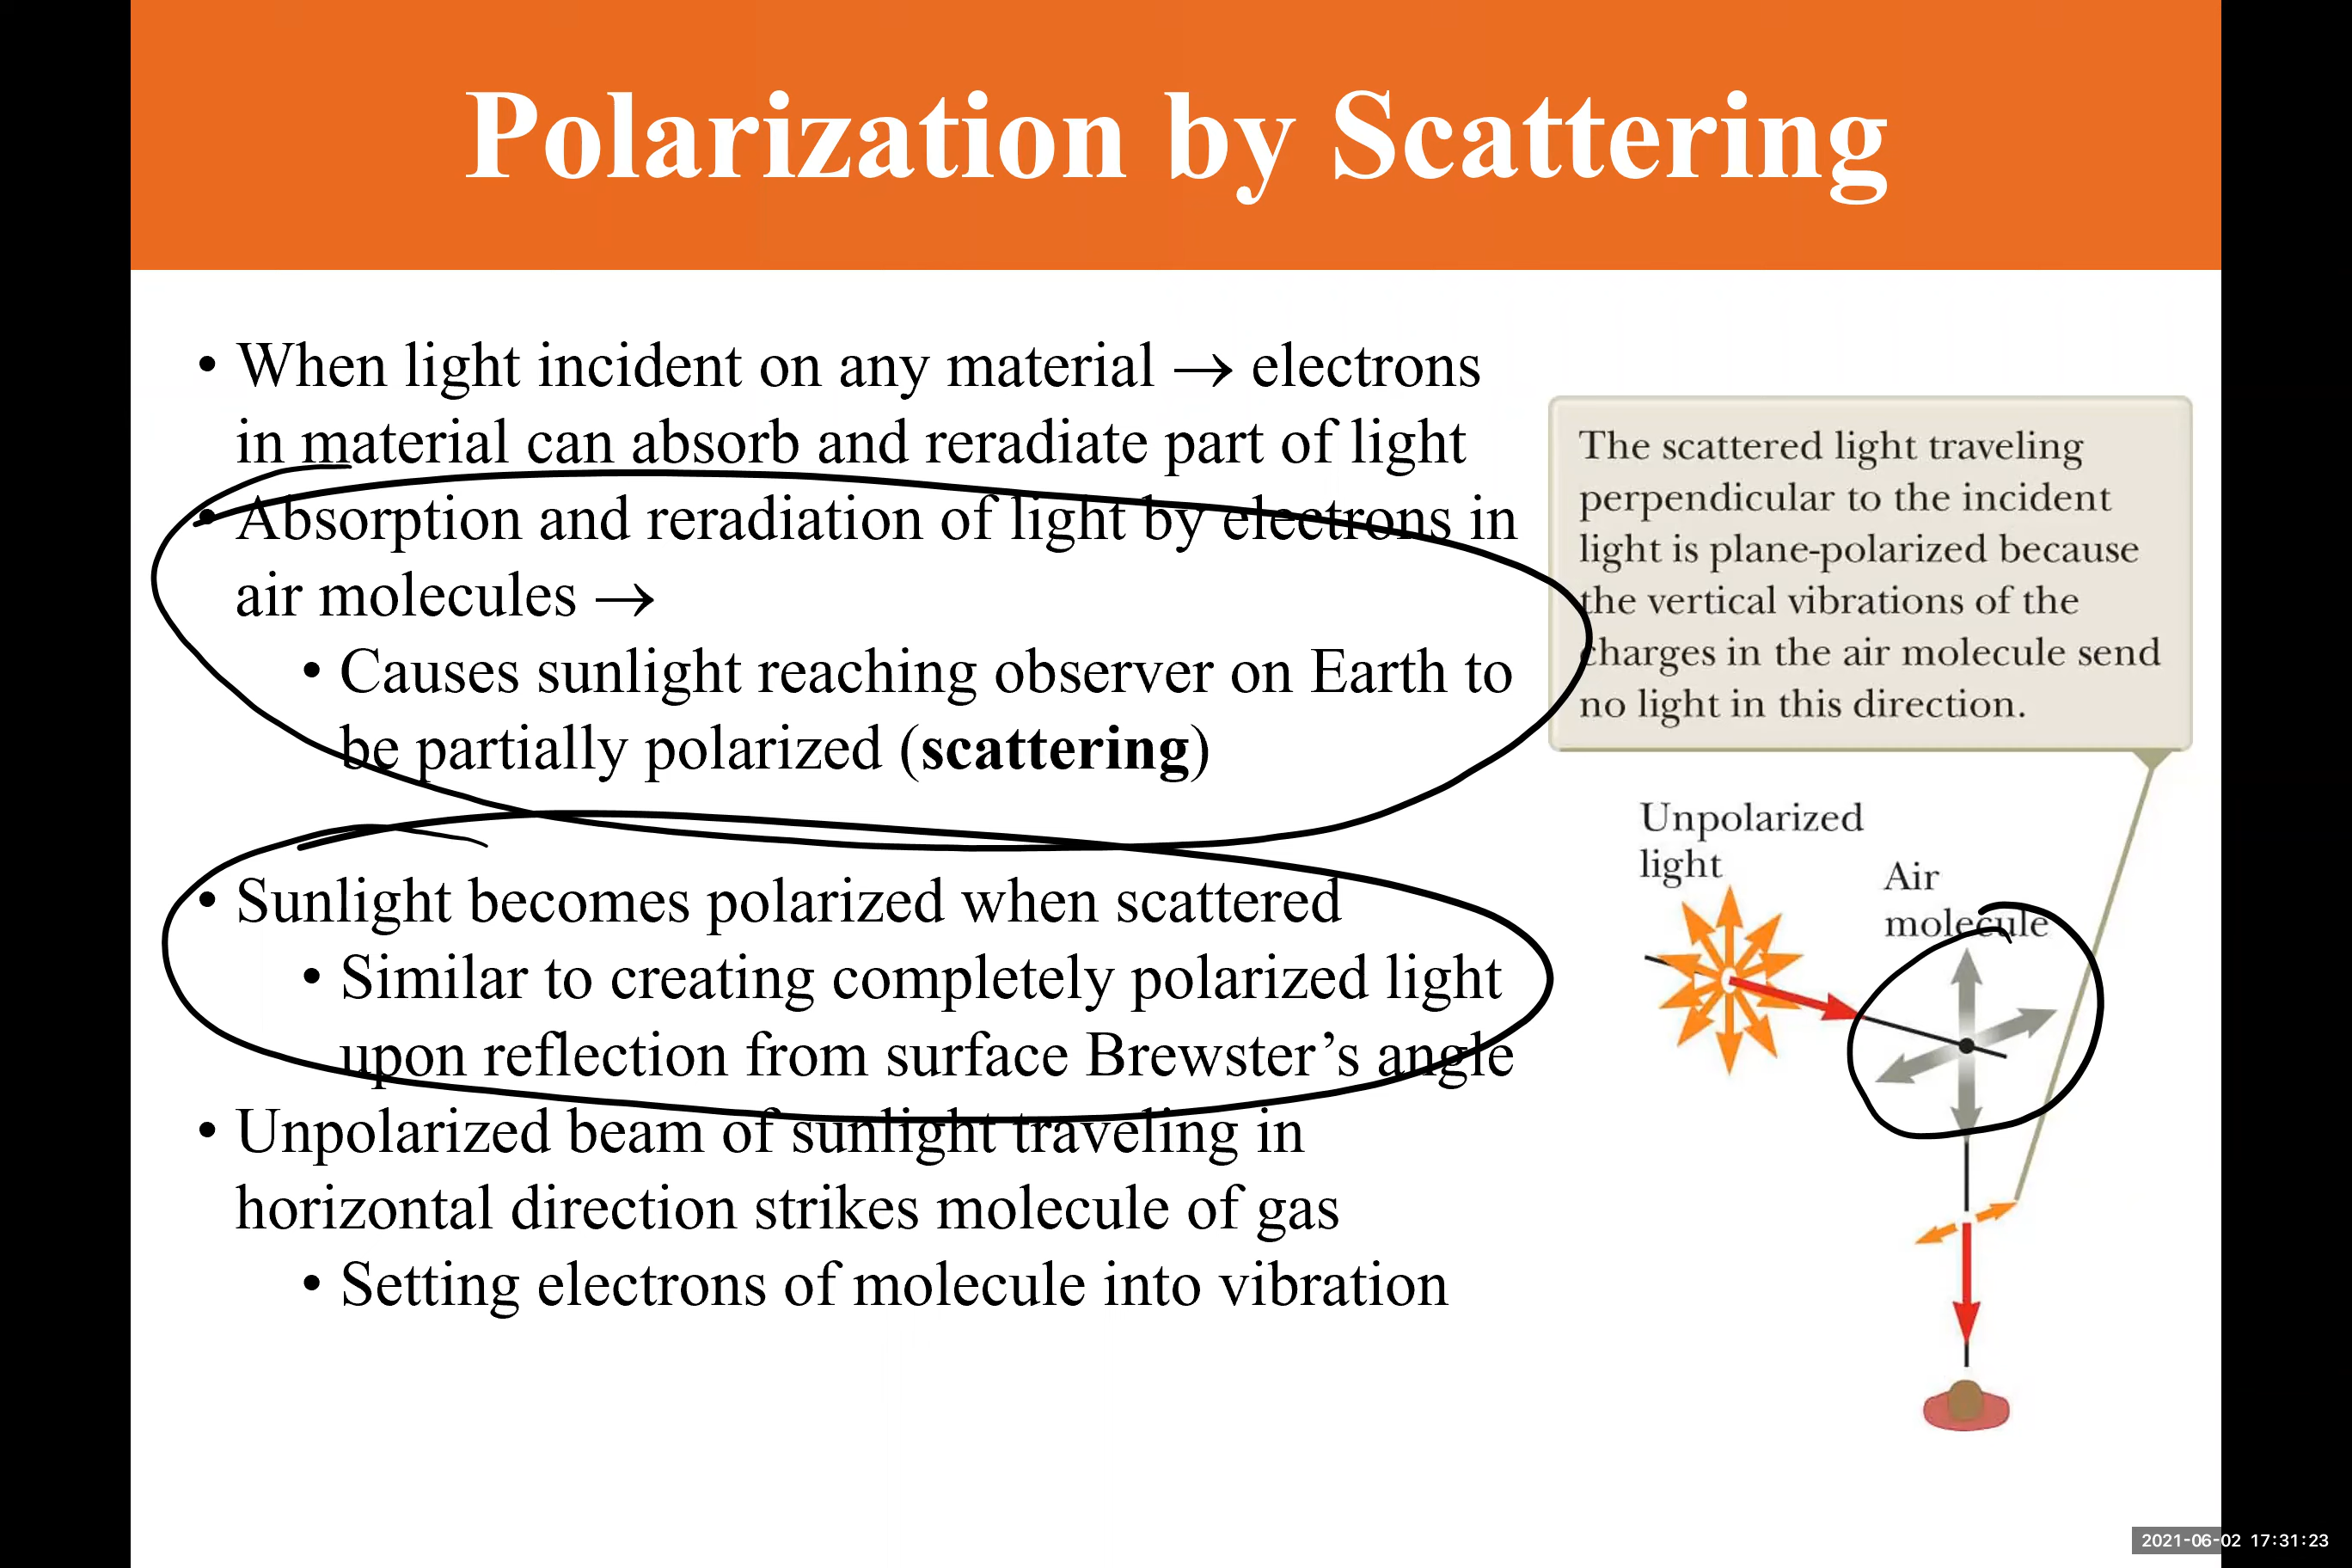 Polarization by Scattering
• When light incident on any material → electrons
in material can absorb and reradiate part of light
• Absorption and reradiation of light by electrons in
air molecules →
• Causes sunlight reaching observer on Earth to
be partially polarized (scattering)
• Sunlight becomes polarized when scattered
• Similar to creating completely polarized light
upon reflection from surface Brewster’s angle
• Unpolarized beam of sunlight traveling in
horizontal direction strikes molecule of gas
• Setting electrons of molecule into vibration
The scattered light traveling
perpendicular to the incident
light is plane-polarized because
the vertical vibrations of the
charges in the air molecule send
no light in this direction.
Unpolarized
light
Air
molecule
2021-06-02 17:31:23